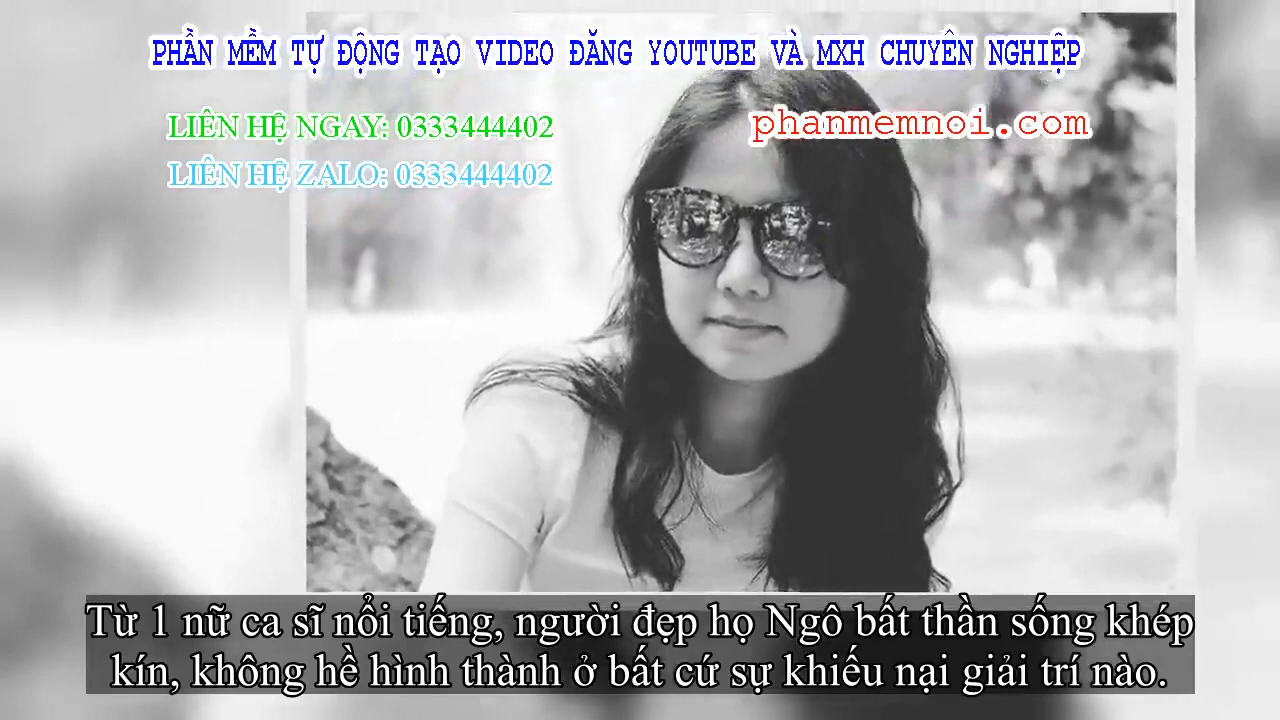 PHẦN MỀM TỰ ĐỘNG TẠO VIDEO ĐĂNG YOUTUBE VÀ MXH CHUYÊN NGHIỆP
LIÊN HỆ NGAY: 0333444402
phanmemnoi.com
LIÊN HỆ ZALO: 0333444402
Từ 1 nữ ca sĩ nổi tiếng, người đẹp họ Ngô bất thần sống khép
kín, không hề hình thành ở bất cứ sự khiếu nại giải trí nào.